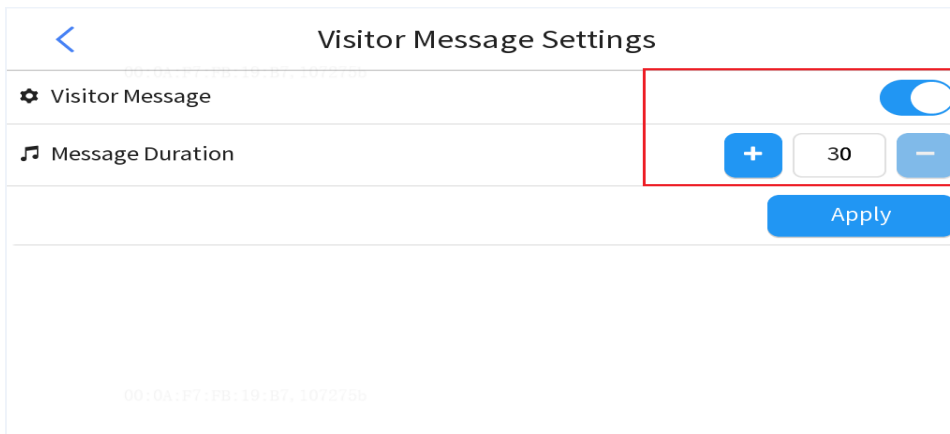 Visitor Message Settings
00:0A:F7:FB:19:B7,107275b
Visitor Message
Message Duration
+ 30 −
Apply
00:0A:F7:FB:19:B7,107275b